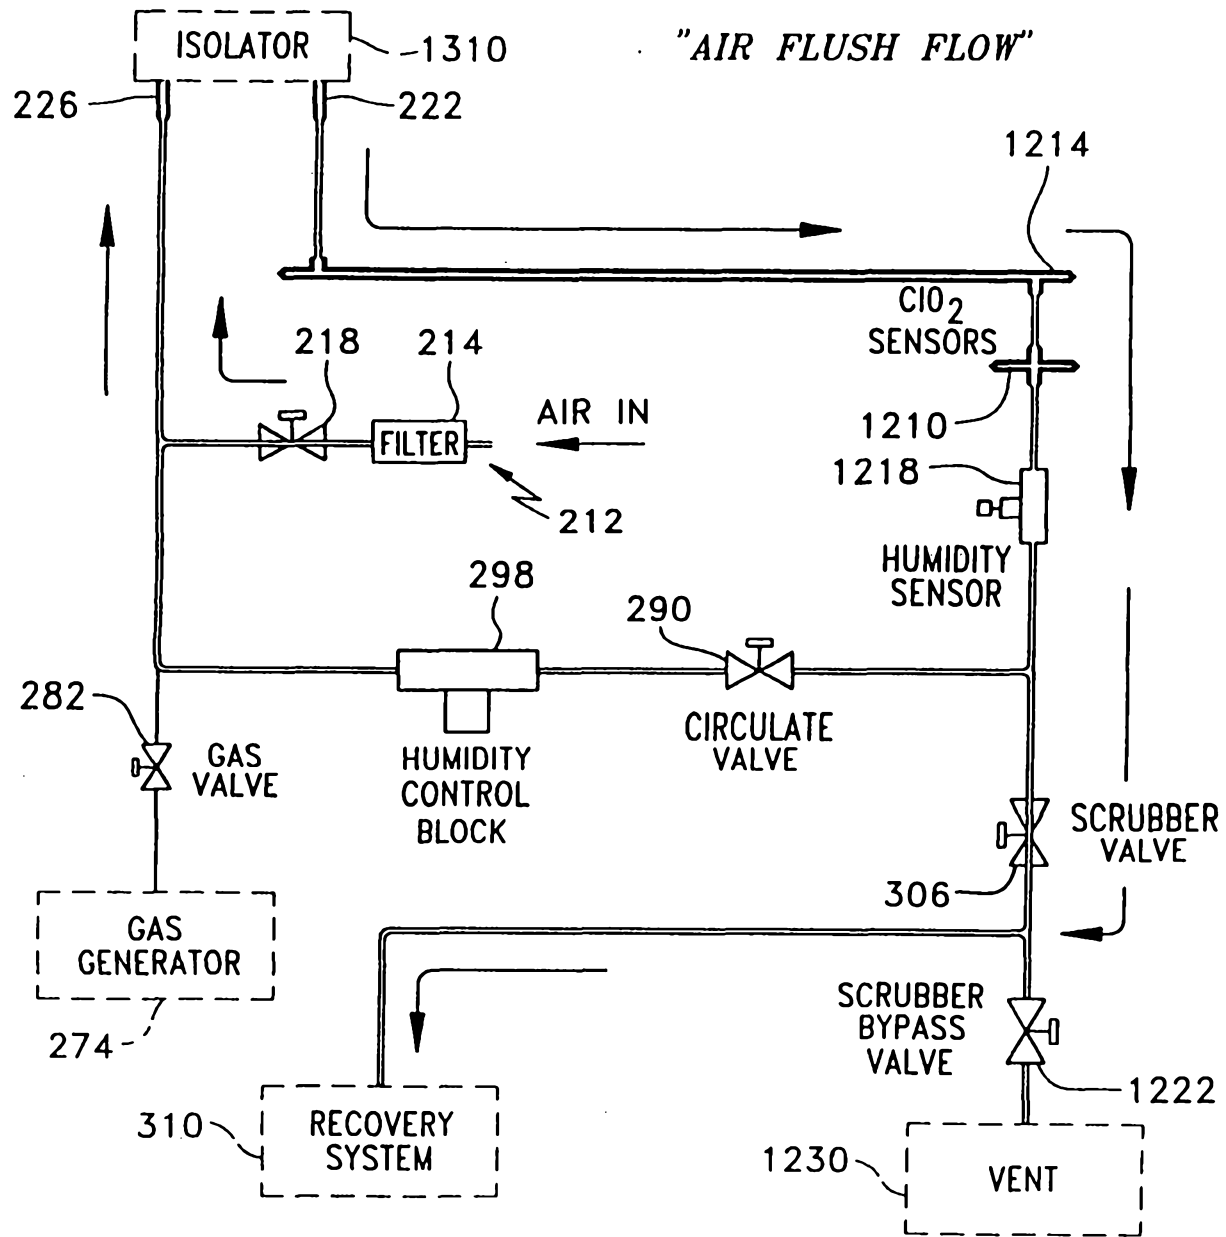 ISOLATOR
1310
"AIR FLUSH FLOW"
226
222
1214
ClO2
SENSORS
218
214
AIR IN
FILTER
1210
1218
212
HUMIDITY
SENSOR
298
290
282
GAS
VALVE
HUMIDITY
CONTROL
BLOCK
CIRCULATE
VALVE
SCRUBBER
VALVE
306
GAS
GENERATOR
274
SCRUBBER
BYPASS
VALVE
1222
310
RECOVERY
SYSTEM
1230
VENT